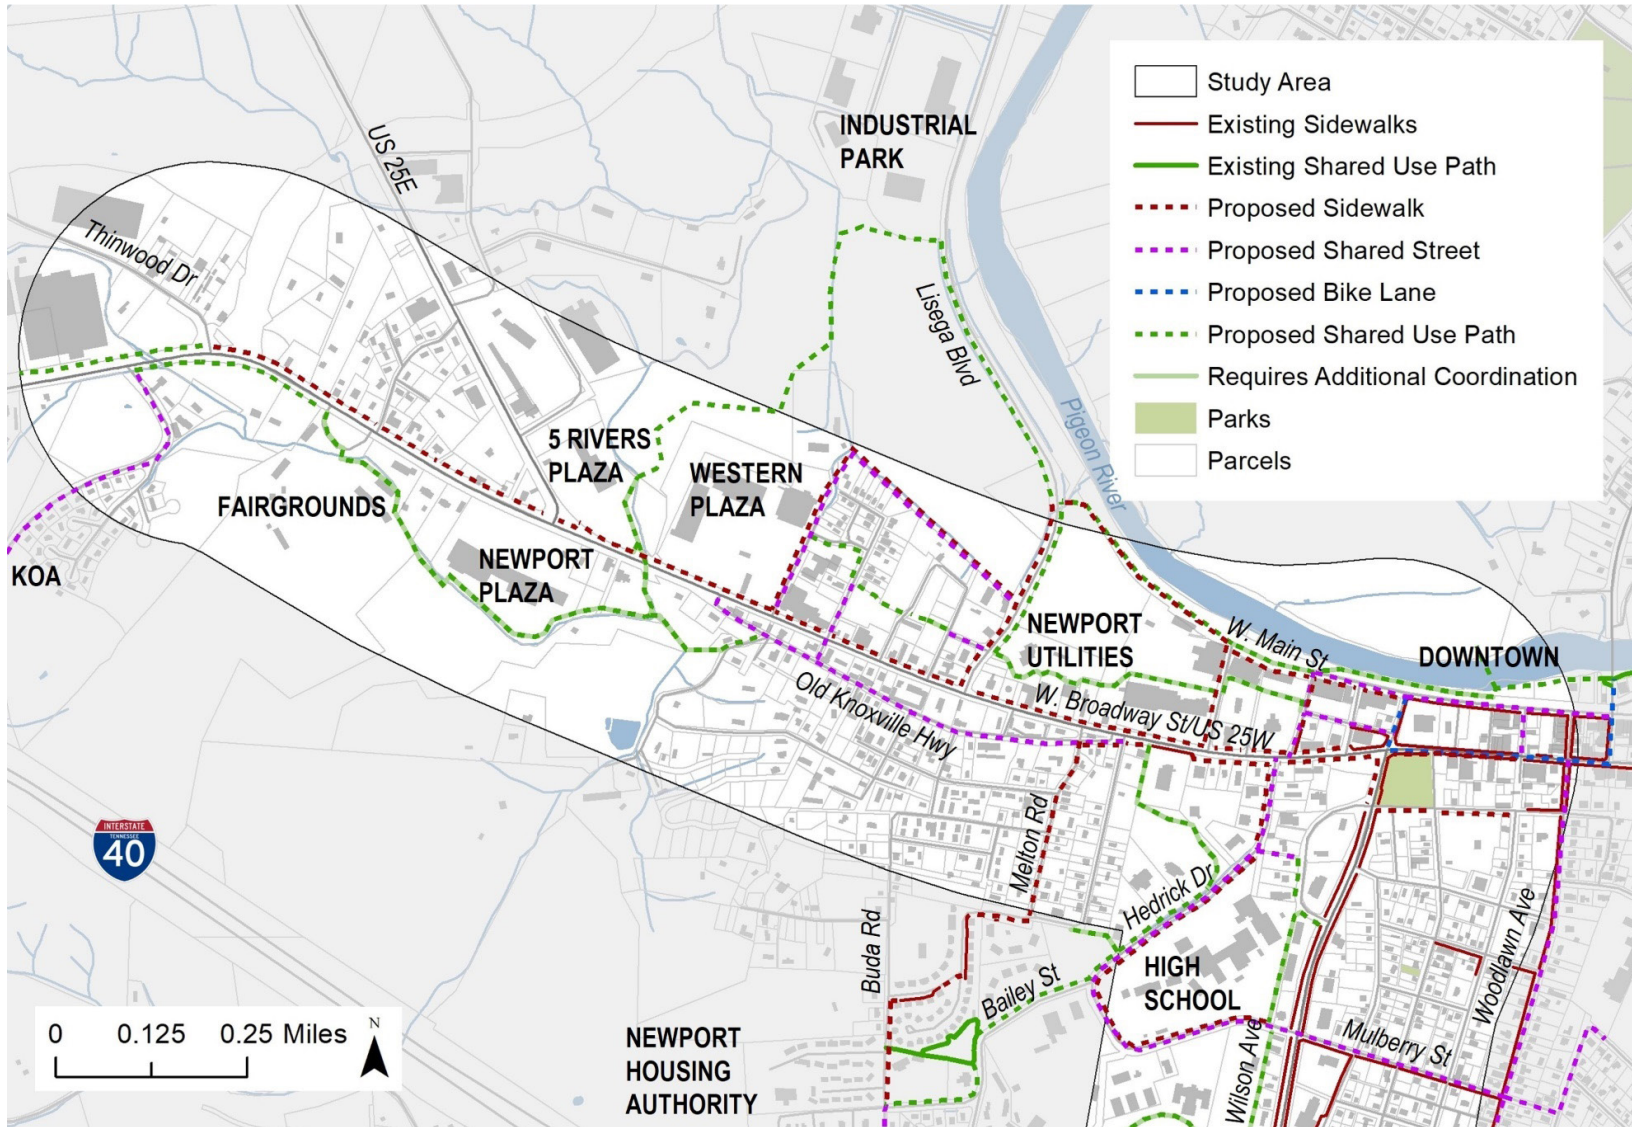 Study Area
Existing Sidewalks
Existing Shared Use Path
Proposed Sidewalk
Proposed Shared Street
Proposed Bike Lane
Proposed Shared Use Path
Requires Additional Coordination
Parks
Parcels
INDUSTRIAL
PARK
US 25E
Thinwood Dr
Lisega Blvd
Pigeon River
5 RIVERS
PLAZA
WESTERN
PLAZA
FAIRGROUNDS
NEWPORT
PLAZA
KOA
NEWPORT
UTILITIES
W. Main St
DOWNTOWN
Old Knoxville Hwy
W. Broadway St/US 25W
Melton Rd
Hedrick Dr
Buda Rd
Bailey St
HIGH
SCHOOL
Woodlawn Ave
Mulberry St
Wilson Ave
INTERSTATE
TENNESSEE
40
0 0.125 0.25 Miles
N
NEWPORT
HOUSING
AUTHORITY